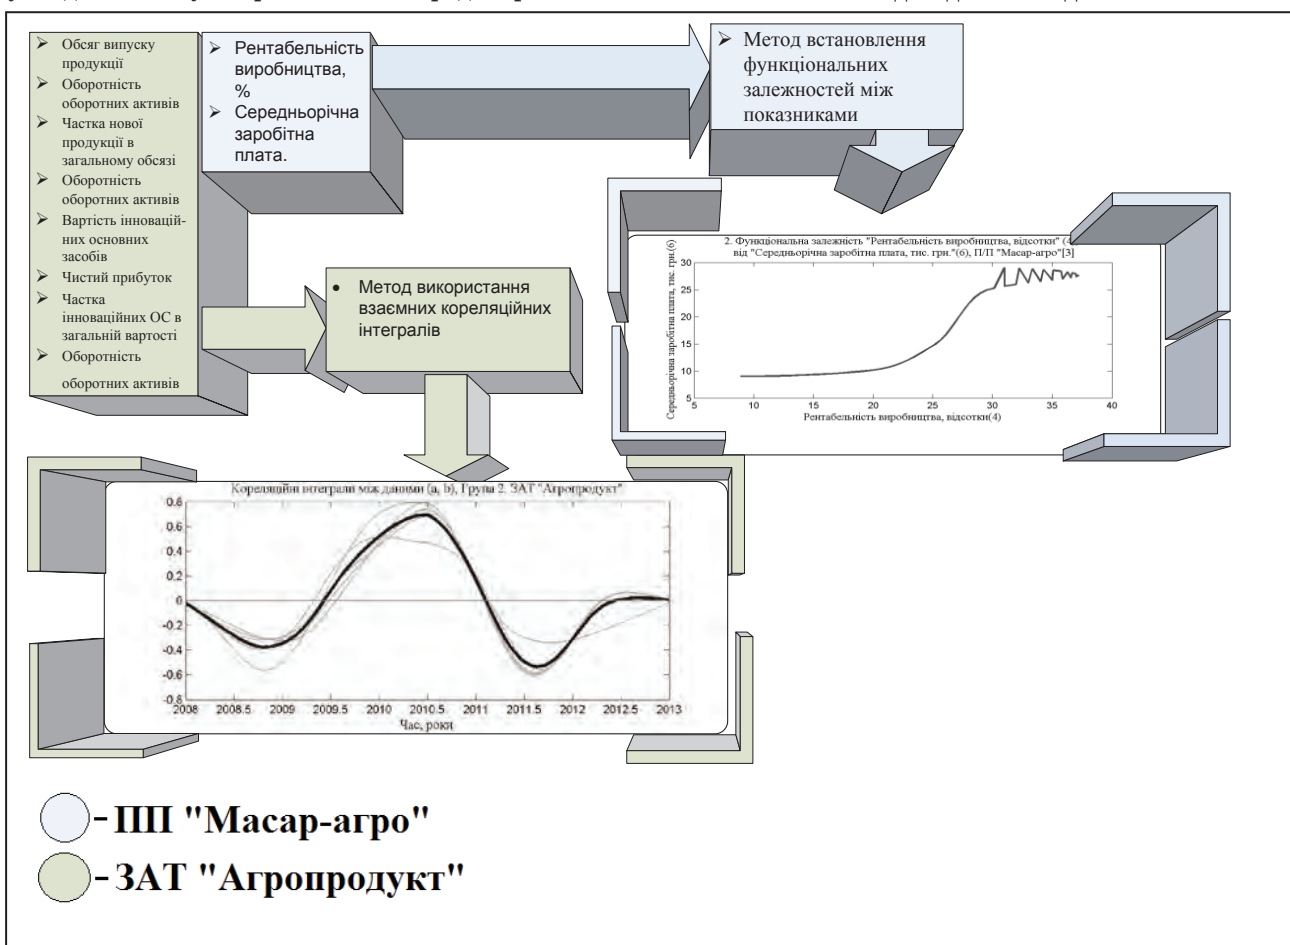 Обсяг випуску
продукції
Оборотність
оборотних активів
Частка нової
продукції в
загальному обсязі
Оборотність
оборотних активів
Вартість інновацій-
них основних
засобів
Чистий прибуток
Частка
інноваційних ОС в
загальній вартості
Оборотність
оборотних активів
Рентабельність
виробництва,
%
Середньорічна
заробітна
плата.
Метод встановлення
функціональних
залежностей між
показниками
Метод використання
взаємних кореляційних
інтегралів
2. Функціональна залежність "Рентабельність виробництва, відсотки" (4
від "Середньорічна заробітна плата, тис. грн."(6), П/П "Масар-агро"[3]
Середньорічна заробітна плата, тис. грн.(6)
30
25
20
15
10
5
5 10 15 20 25 30 35 40
Рентабельність виробництва, відсотки(4)
Кореляційні інтеграли між даними (a, b), Група 2. ЗАТ "Агропродукт"
0.8
0.6
0.4
0.2
0
-0.2
-0.4
-0.6
-0.8
2008 2008.5 2009 2009.5 2010 2010.5 2011 2011.5 2012 2012.5 2013
Час, роки
- ПП "Масар-агро"
- ЗАТ "Агропродукт"